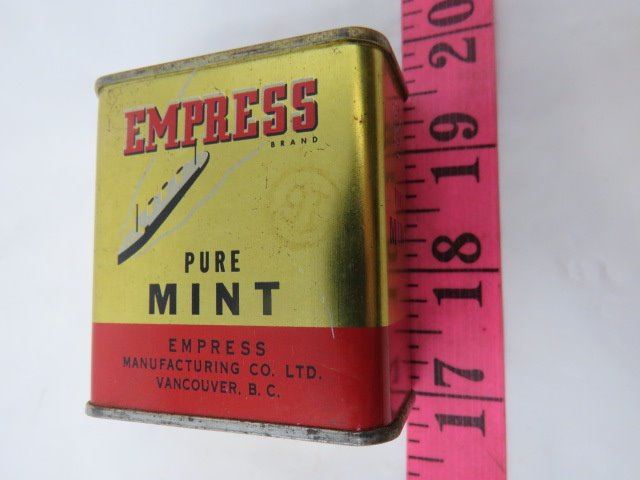 EMPRESS
BRAND
PURE
MINT
EMPRESS
MANUFACTURING CO. LTD.
VANCOUVER, B. C.
20
19
18
17